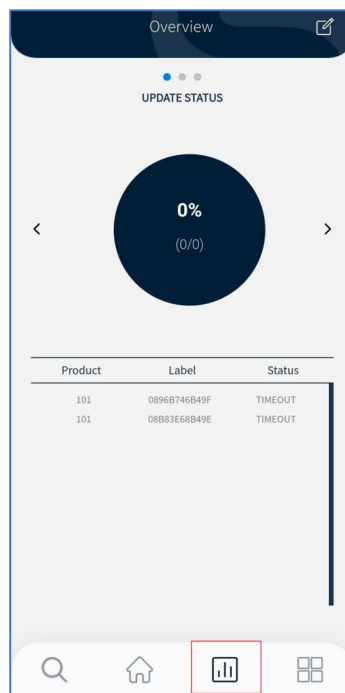 Overview
UPDATE STATUS
0%
(0/0)
Product Label Status
101 0896B746B49F TIMEOUT
101 08B83E68B49E TIMEOUT